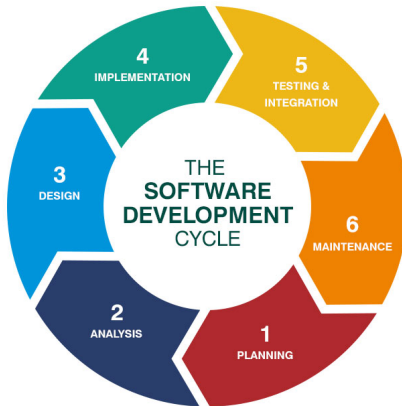 THE
SOFTWARE
DEVELOPMENT
CYCLE
1
PLANNING
2
ANALYSIS
3
DESIGN
4
IMPLEMENTATION
5
TESTING &
INTEGRATION
6
MAINTENANCE